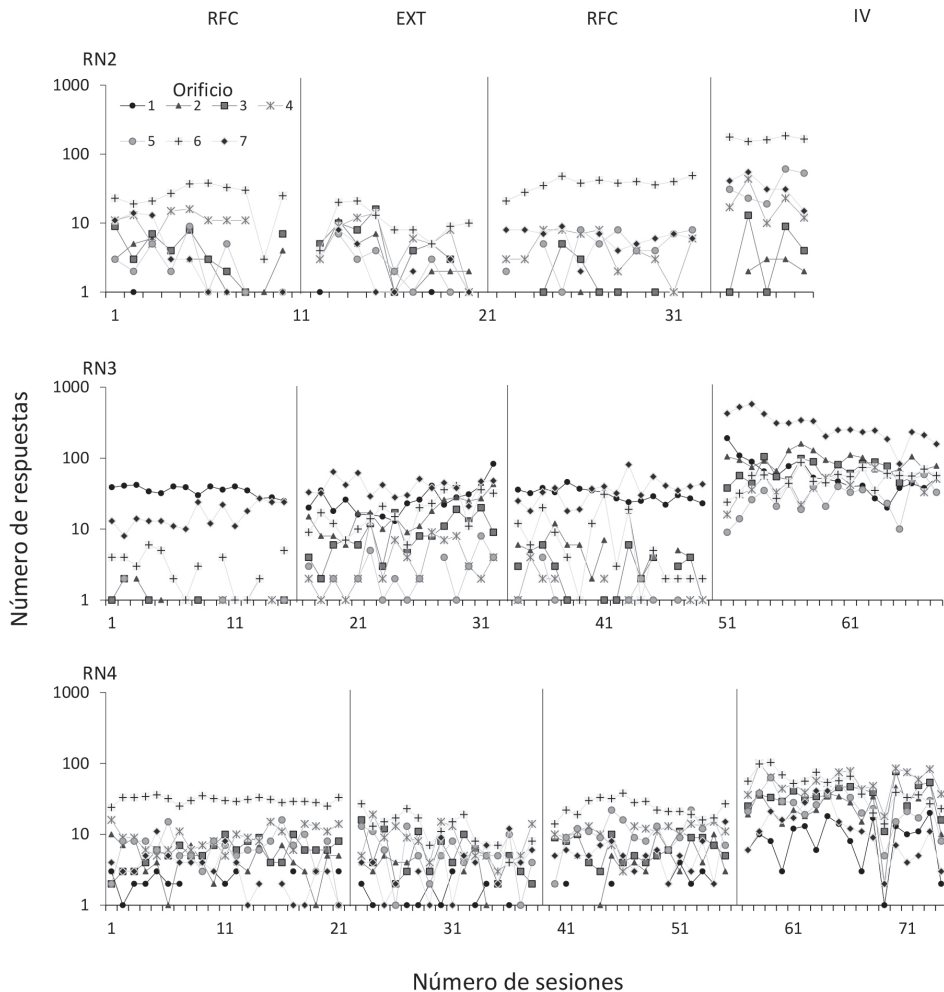 RFC EXT RFC IV
RN2
1000
Orificio
1 2 3 4
100
5 6 7
10
1
1 11 21 31
RN3
1000
100
10
1
1 11 21 31 41 51 61
RN4
1000
100
10
1
1 11 21 31 41 51 61 71
Número de respuestas
Número de sesiones